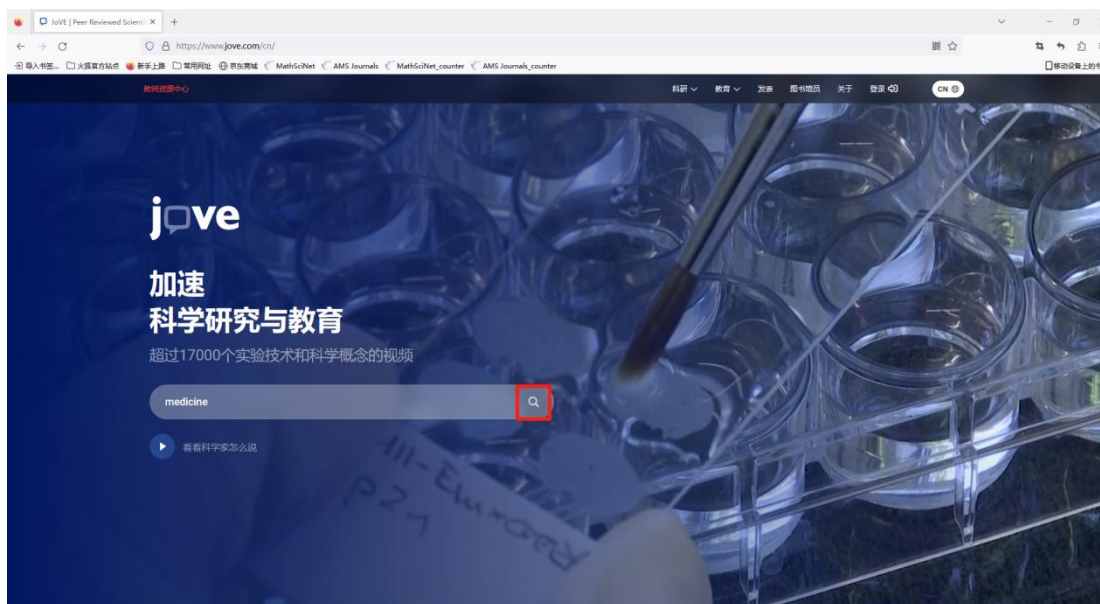 JoVE | Peer Reviewed Scienti
https://www.jove.com/cn/
导入书签... 火狐官方站点 新手上路 常用网址 京东商城 MathSciNet AMS Journals MathSciNet_counter AMS Journals_counter 移动设备上的书
教师资源中心 科研 教育 发表 图书馆员 关于 登录 CN
jove
加速
科学研究与教育
超过17000个实验技术和科学概念的视频
medicine
看看科学家怎么说